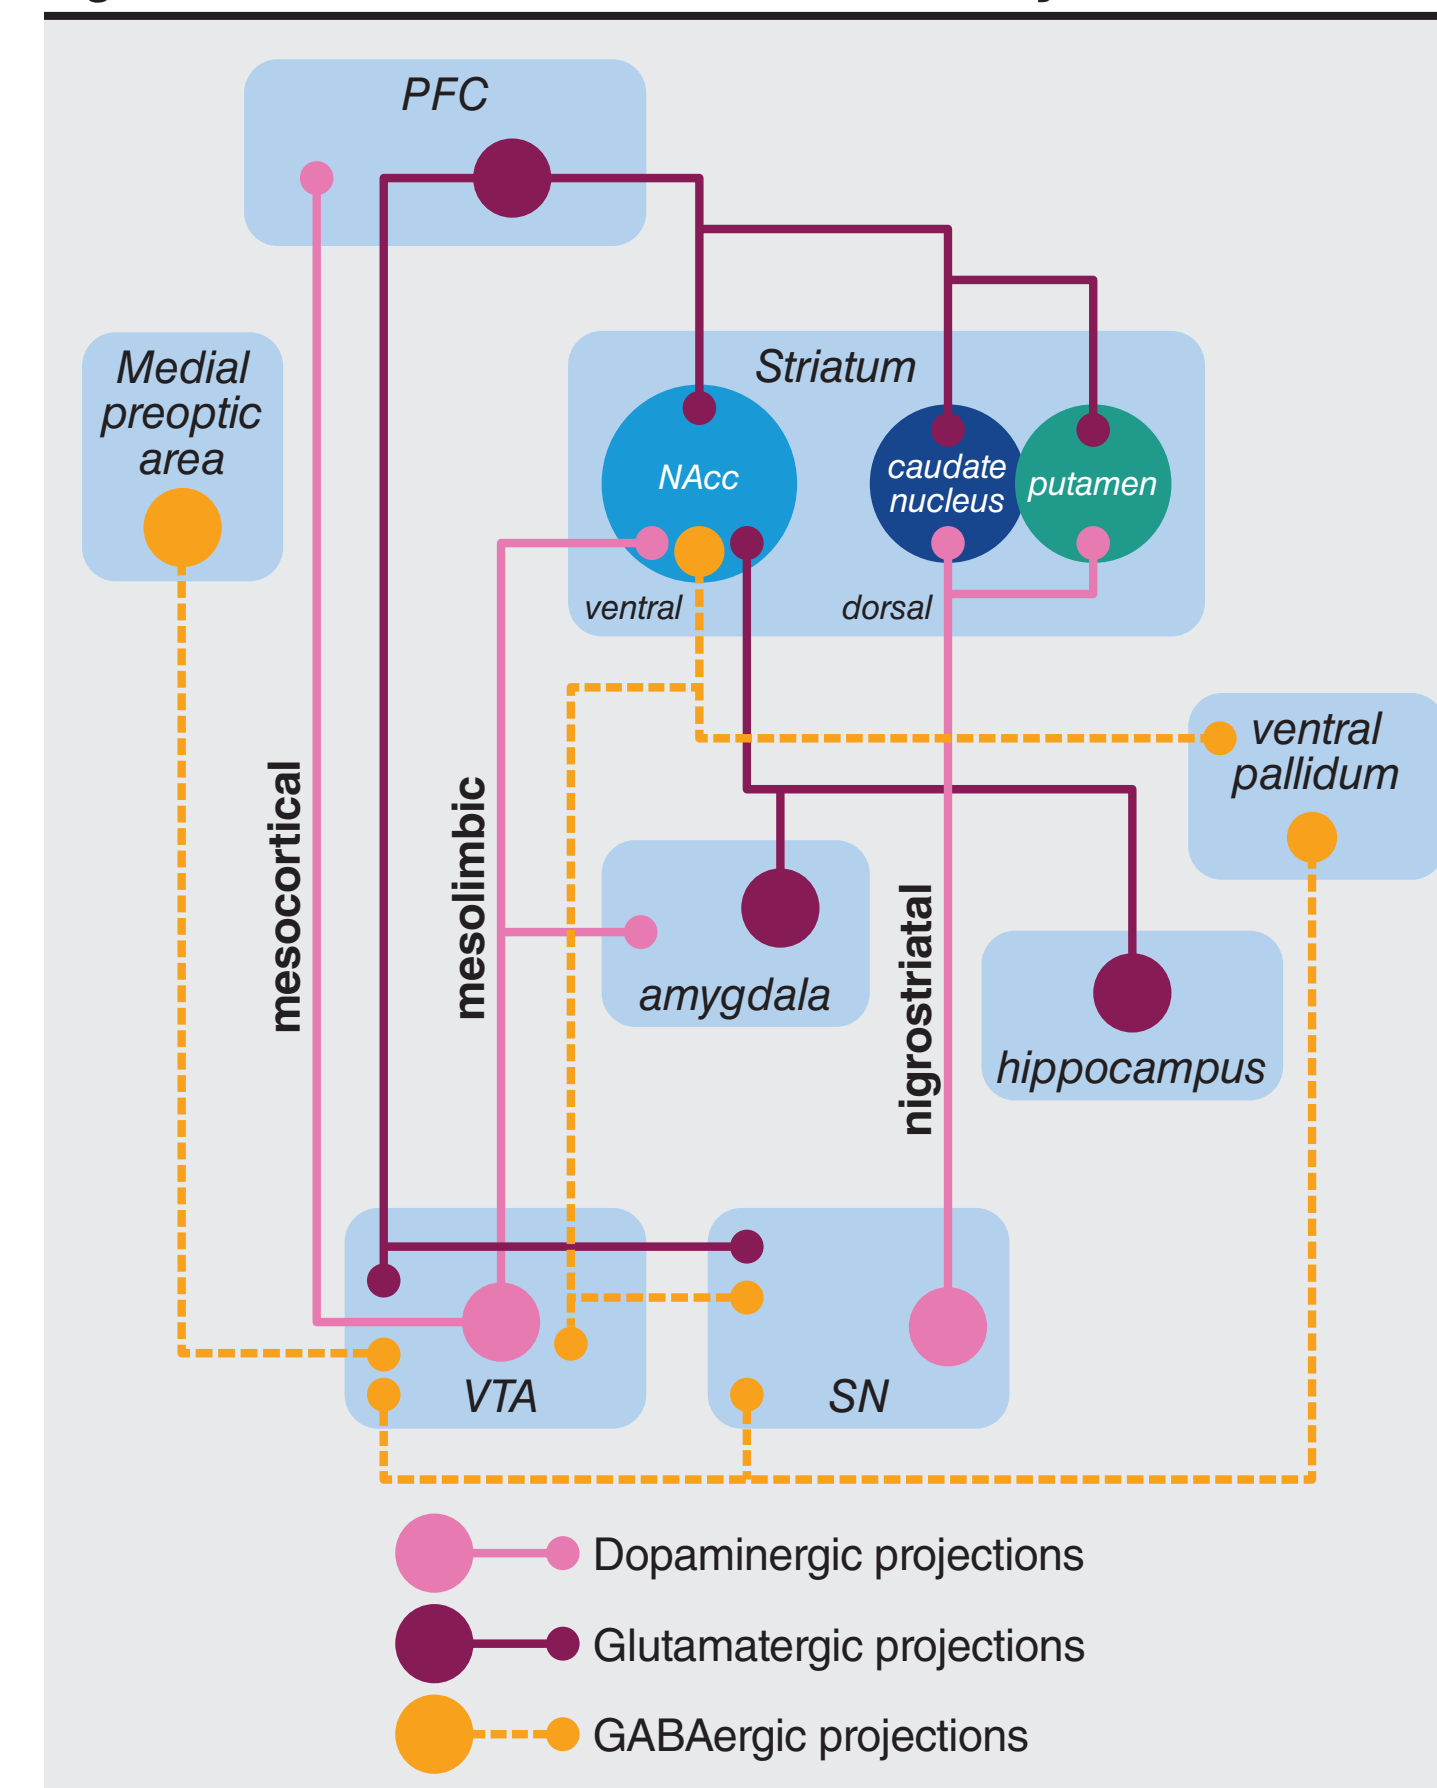 PFC
Medial
preoptic
area
Striatum
NAcc
caudate
nucleus
putamen
ventral
dorsal
ventral
pallidum
mesocortical
mesolimbic
nigrostriatal
amygdala
hippocampus
VTA
SN
Dopaminergic projections
Glutamatergic projections
GABAergic projections